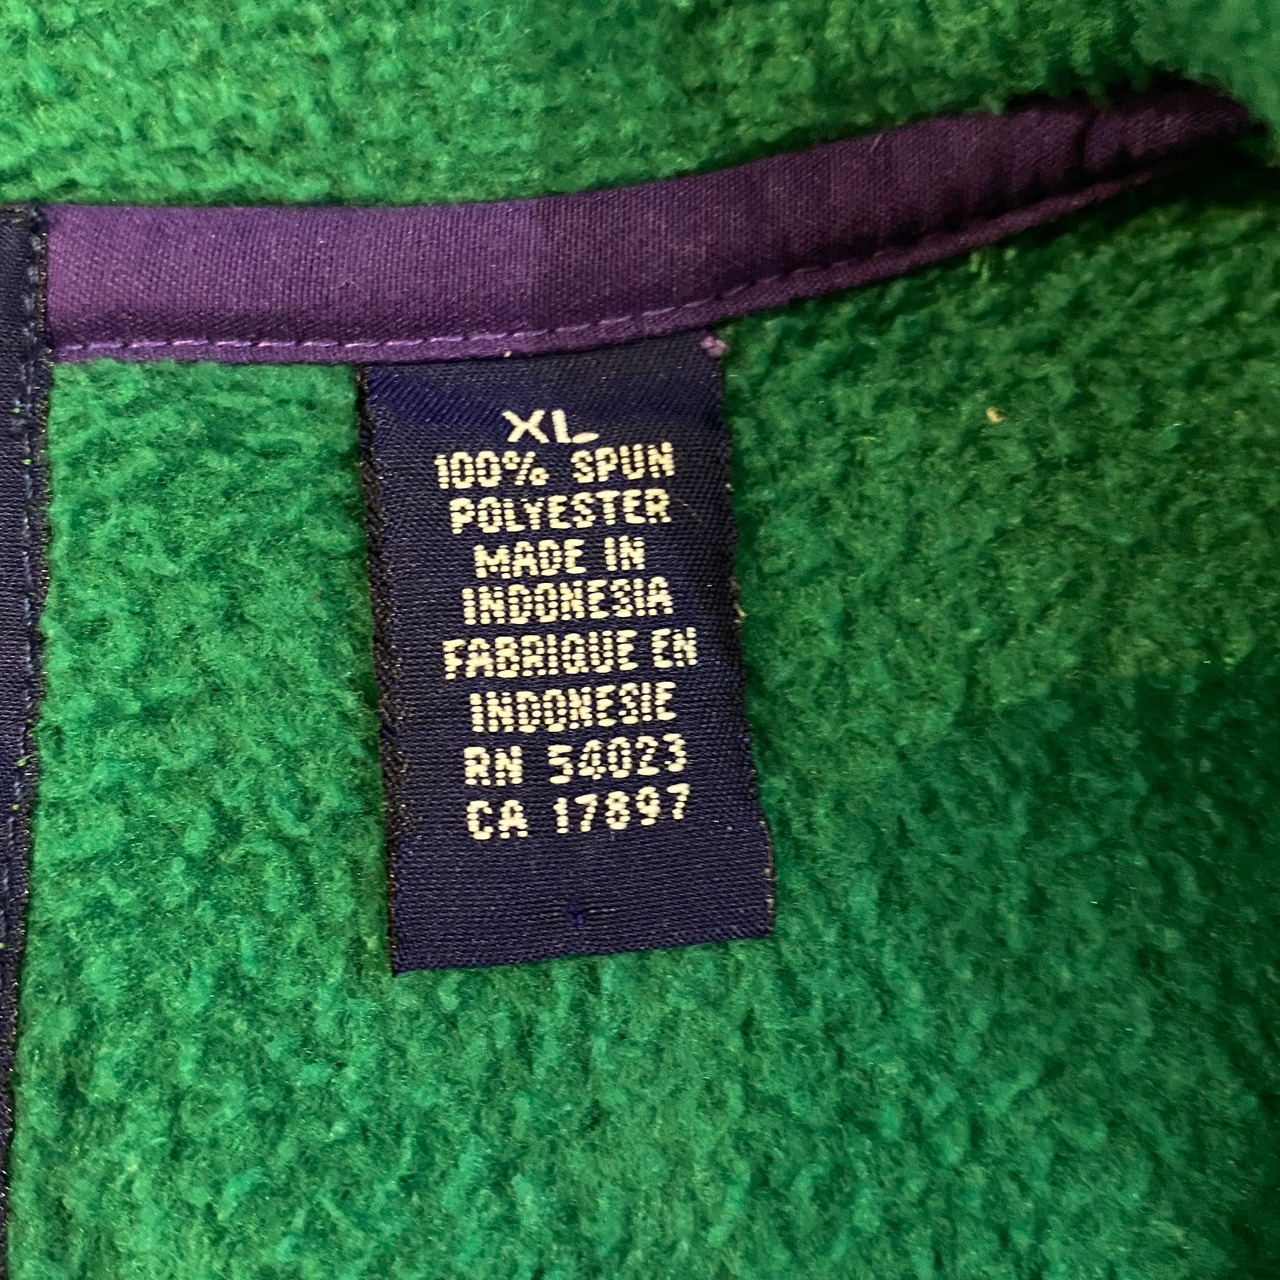 XL
100% SPUN
POLYESTER
MADE IN
INDONESIA
FABRIQUE EN
INDONESIE
RN 54023
CA 17897